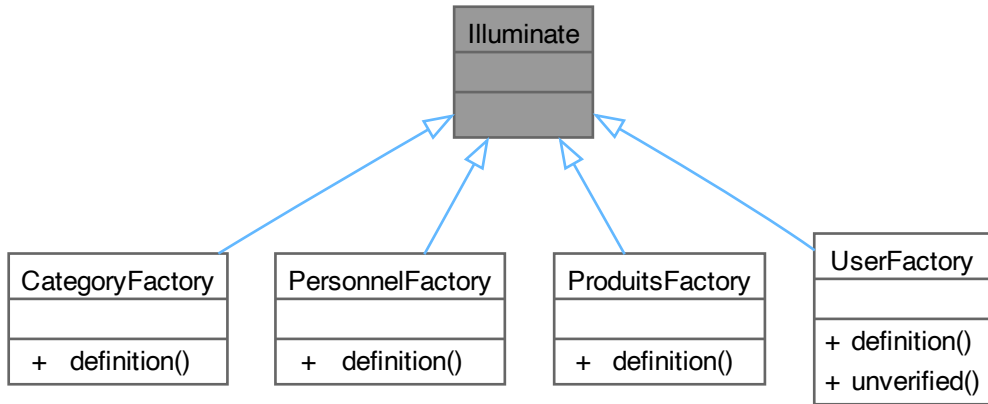 Illuminate
CategoryFactory
+ definition()
PersonnelFactory
+ definition()
ProduitsFactory
+ definition()
UserFactory
+ definition()
+ unverified()